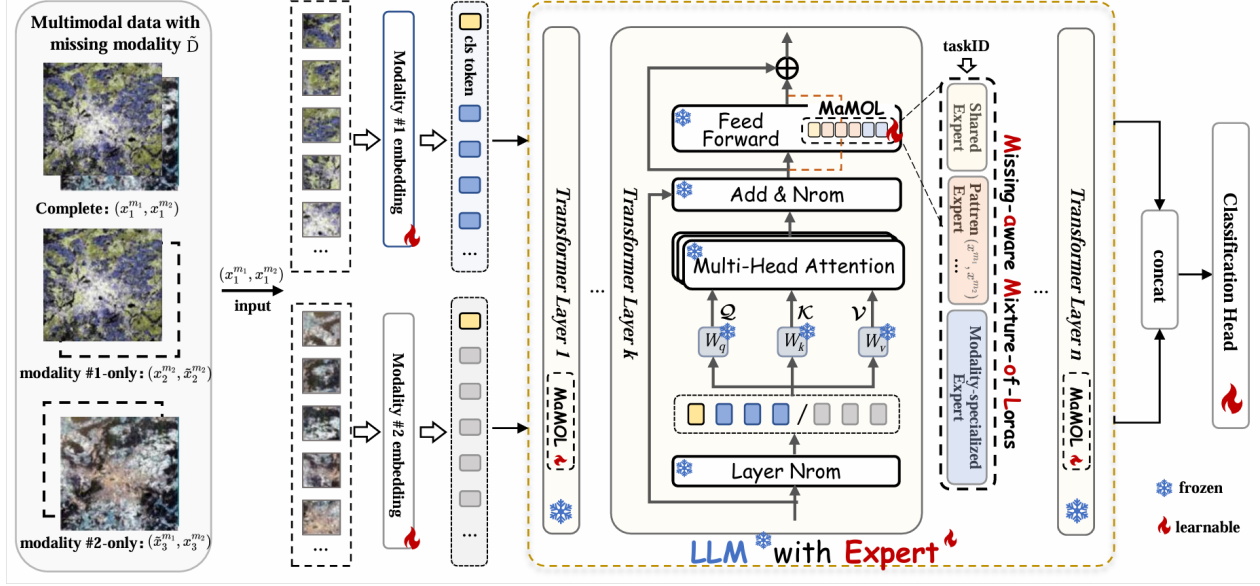 Multimodal data with
missing modality D̃
Complete: (x₁^{m₁}, x₁^{m₂})
modality #1-only: (x₂^{m₂}, x̃₂^{m₂})
modality #2-only: (x̃₃^{m₁}, x₃^{m₂})
(x₁^{m₁}, x₁^{m₂})
input
...
Modality #1 embedding
cls token
...
...
Modality #2 embedding
...
Transformer Layer 1
MaMOL
...
Transformer Layer k
Feed
Forward
MaMOL
Add & Nrom
Multi-Head Attention
Q
K
V
W_q
W_k
W_v
/
Layer Nrom
taskID
Shared
Expert
Pattren
Expert
(x^{m₁}, x^{m₂})
...
Modality-specialized
Expert
Missing-aware Mixture-of-Loras
...
Transformer Layer n
MaMOL
LLM with Expert
concat
Classification Head
frozen
learnable